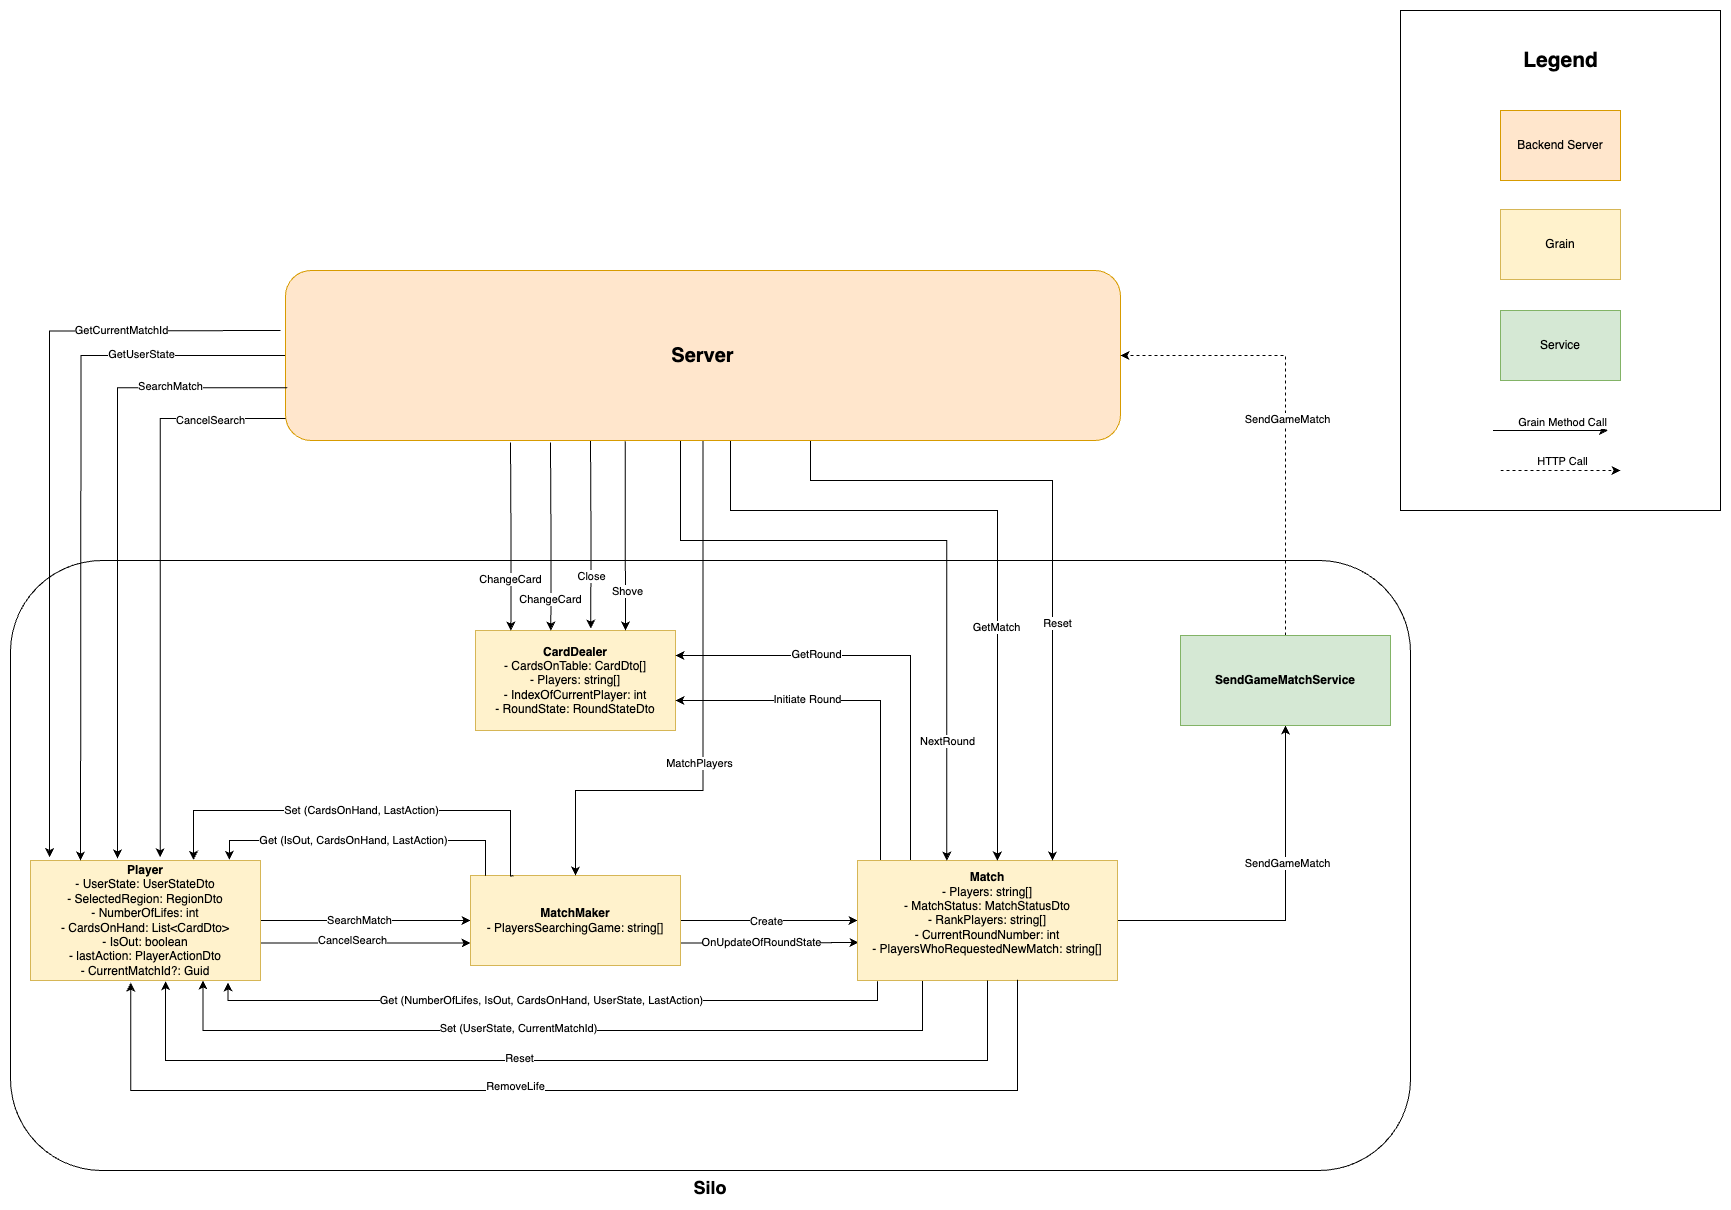 Legend
Backend Server
Grain
Service
Grain Method Call
HTTP Call
Server
GetCurrentMatchId
GetUserState
SearchMatch
CancelSearch
SendGameMatch
ChangeCard
ChangeCard
Close
Shove
GetMatch
Reset
NextRound
MatchPlayers
CardDealer
- CardsOnTable: CardDto[]
- Players: string[]
- IndexOfCurrentPlayer: int
- RoundState: RoundStateDto
GetRound
Initiate Round
SendGameMatchService
SendGameMatch
Set (CardsOnHand, LastAction)
Get (IsOut, CardsOnHand, LastAction)
Player
- UserState: UserStateDto
- SelectedRegion: RegionDto
- NumberOfLifes: int
- CardsOnHand: List<CardDto>
- IsOut: boolean
- lastAction: PlayerActionDto
- CurrentMatchId?: Guid
SearchMatch
CancelSearch
MatchMaker
- PlayersSearchingGame: string[]
Create
OnUpdateOfRoundState
Match
- Players: string[]
- MatchStatus: MatchStatusDto
- RankPlayers: string[]
- CurrentRoundNumber: int
- PlayersWhoRequestedNewMatch: string[]
Get (NumberOfLifes, IsOut, CardsOnHand, UserState, LastAction)
Set (UserState, CurrentMatchId)
Reset
RemoveLife
Silo